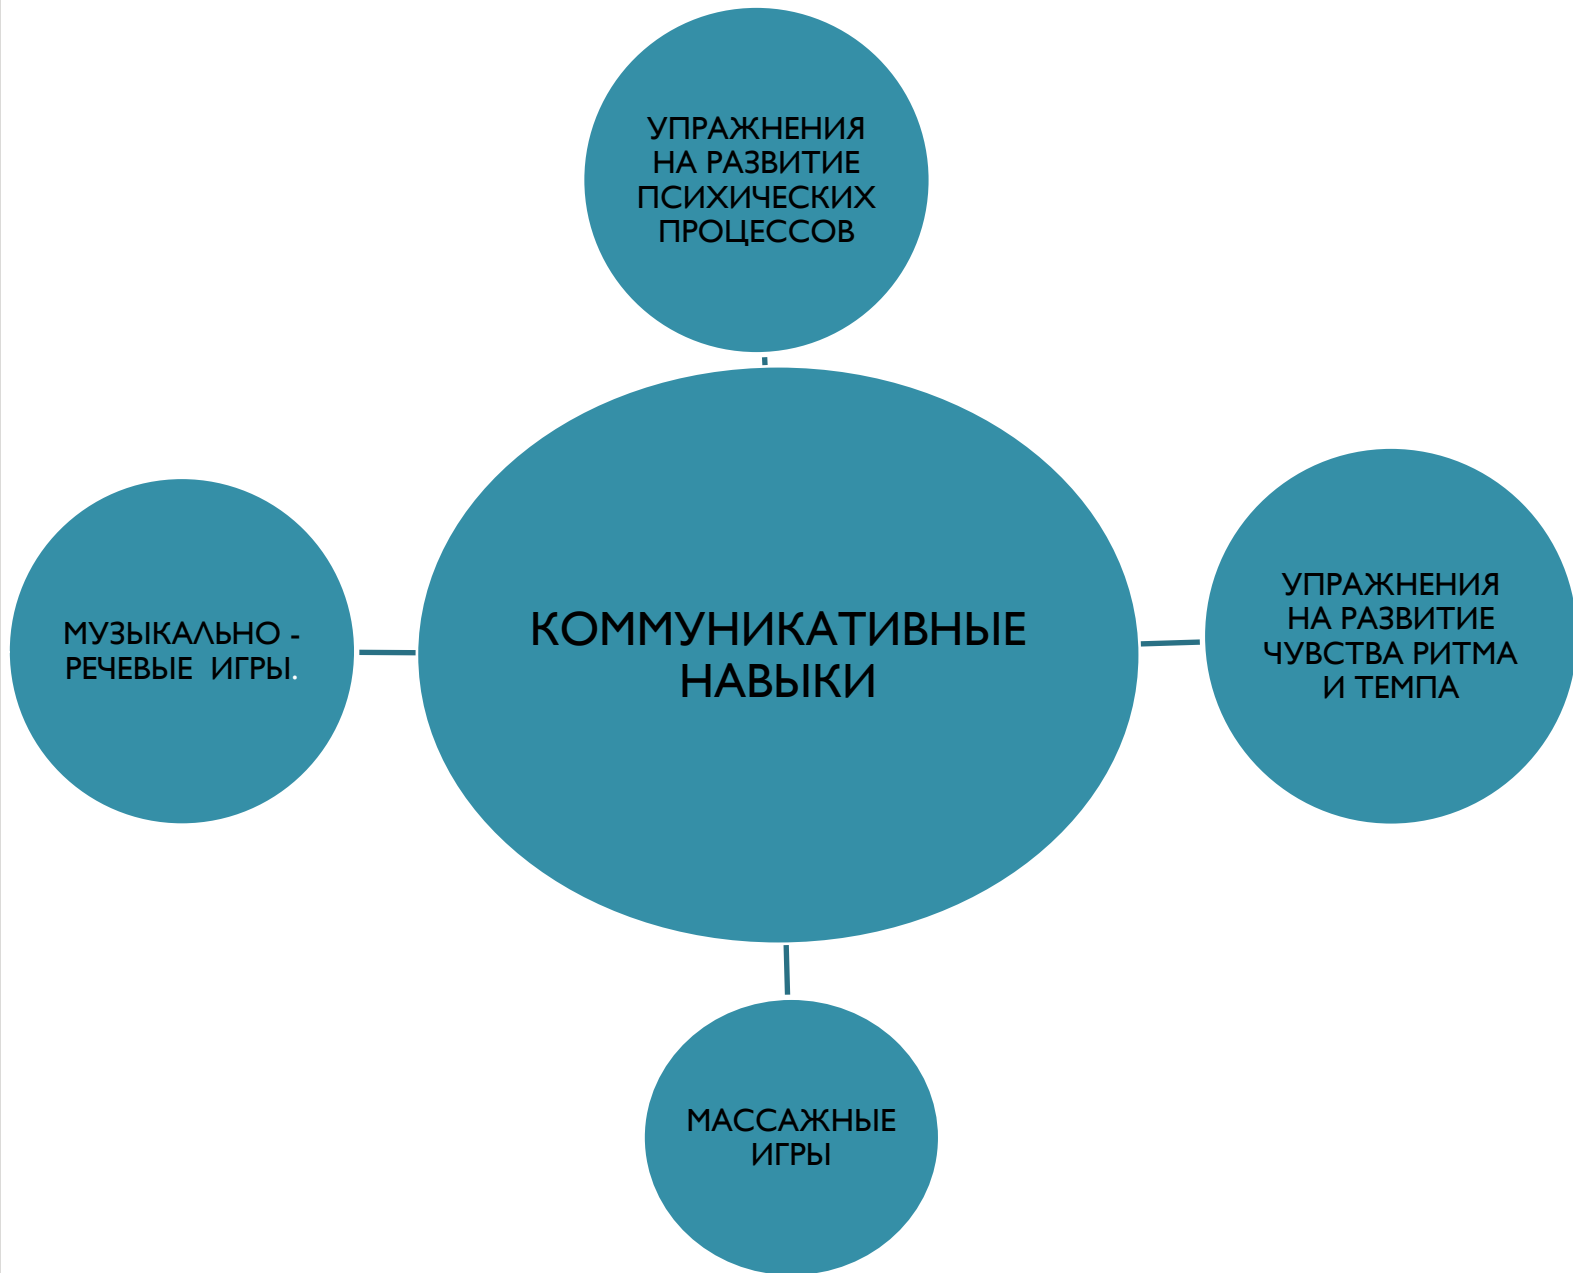 УПРАЖНЕНИЯ
НА РАЗВИТИЕ
ПСИХИЧЕСКИХ
ПРОЦЕССОВ
МУЗЫКАЛЬНО -
РЕЧЕВЫЕ ИГРЫ.
КОММУНИКАТИВНЫЕ
НАВЫКИ
УПРАЖНЕНИЯ
НА РАЗВИТИЕ
ЧУВСТВА РИТМА
И ТЕМПА
МАССАЖНЫЕ
ИГРЫ